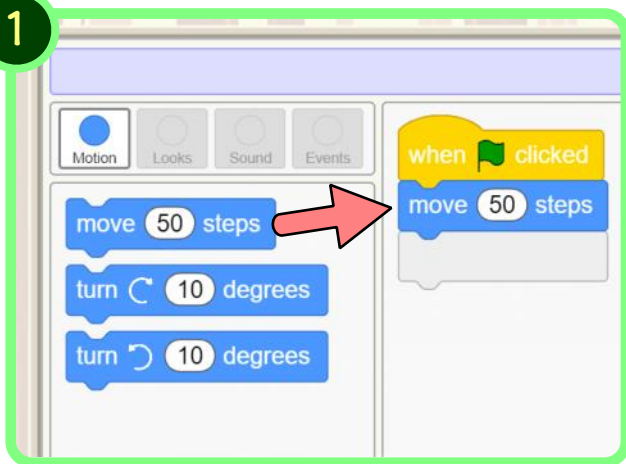 1
Motion Looks Sound Events
when clicked
move 50 steps
turn 10 degrees
turn 10 degrees
move 50 steps